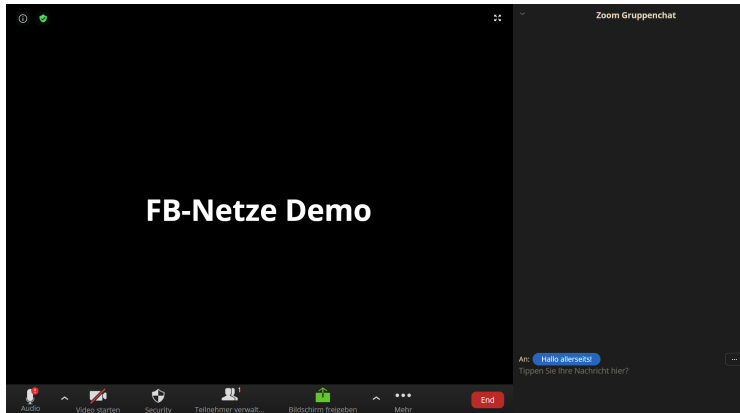 Zoom Gruppenchat
FB-Netze Demo
An: Hallo allerseits!
Tippen Sie Ihre Nachricht hier?
Audio
Video starten
Security
1
Teilnehmer verwalt...
Bildschirm freigeben
Mehr
End